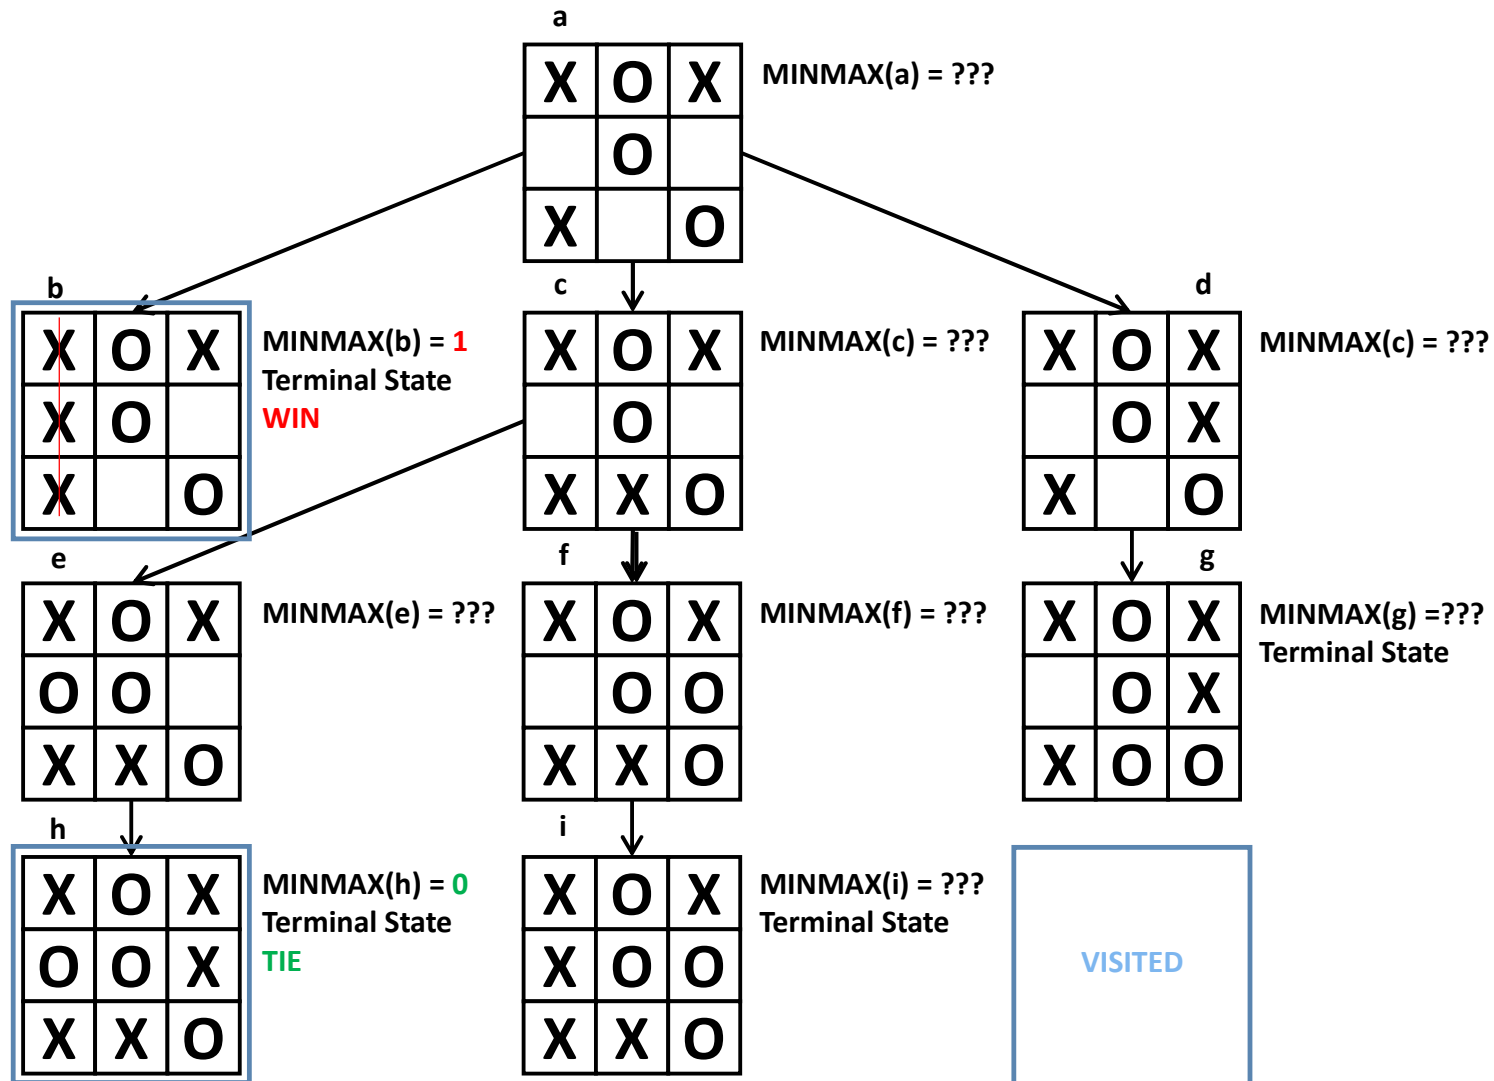 a
X O X
O
X O
MINMAX(a) = ???
b
X O X
X O
X O
MINMAX(b) = 1
Terminal State
WIN
c
X O X
O
X X O
MINMAX(c) = ???
d
X O X
O X
X O
MINMAX(c) = ???
e
X O X
O O
X X O
MINMAX(e) = ???
f
X O X
O O
X X O
MINMAX(f) = ???
g
X O X
O X
X O O
MINMAX(g) =???
Terminal State
h
X O X
O O X
X X O
MINMAX(h) = 0
Terminal State
TIE
i
X O X
X O O
X X O
MINMAX(i) = ???
Terminal State
VISITED